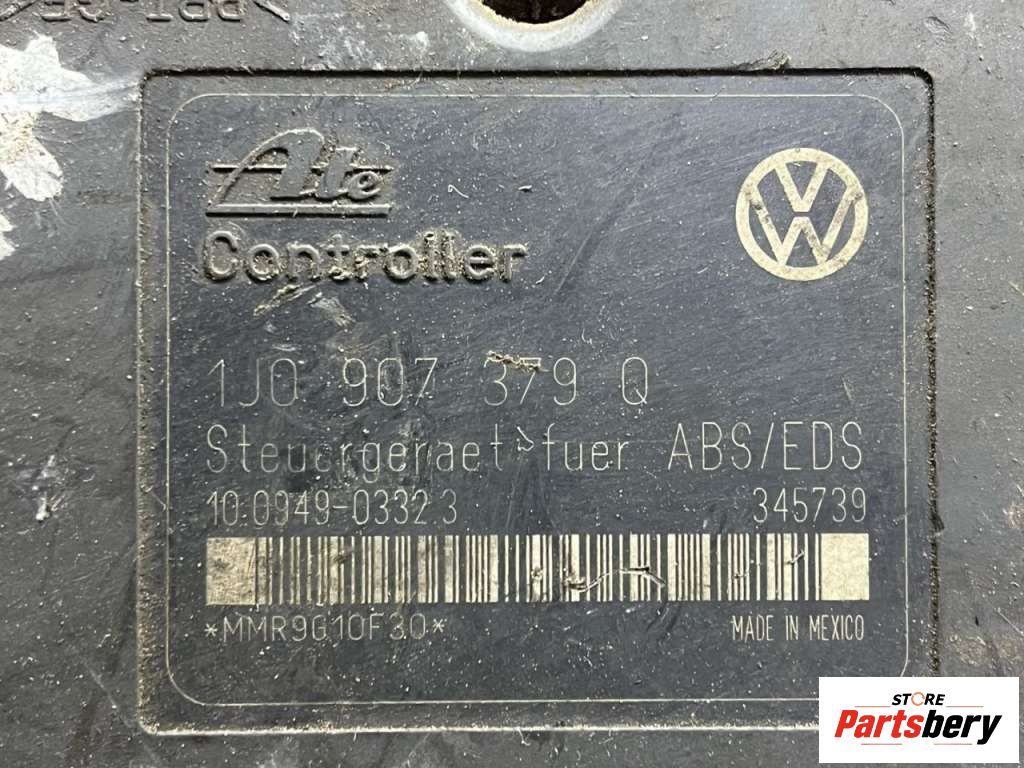 Ate
Controller
1J0 907 379 Q
Steuergeraet fuer ABS/EDS
10.0949-0332.3 345739
*MMR9G10F30*
MADE IN MEXICO
STORE
Partsbery